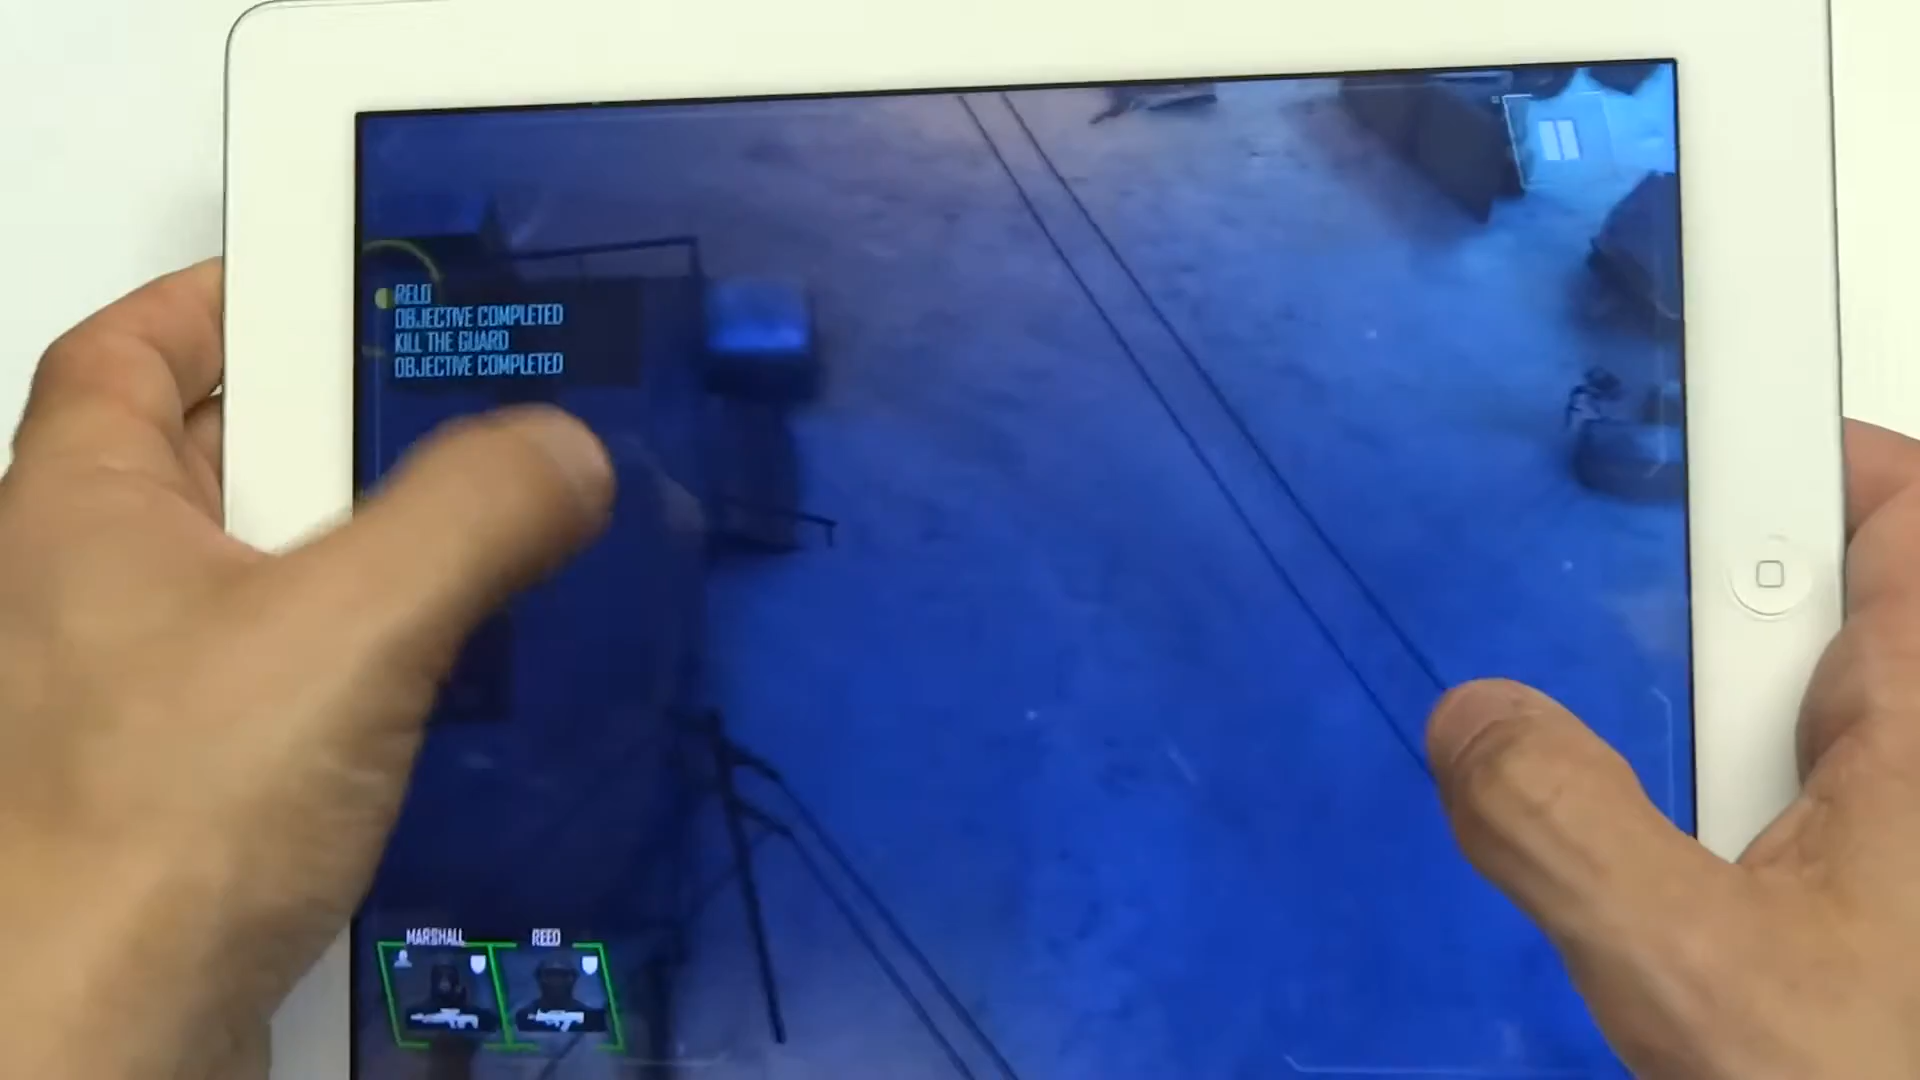 RELO
OBJECTIVE COMPLETED
KILL THE GUARD
OBJECTIVE COMPLETED
MARSHALL
REED